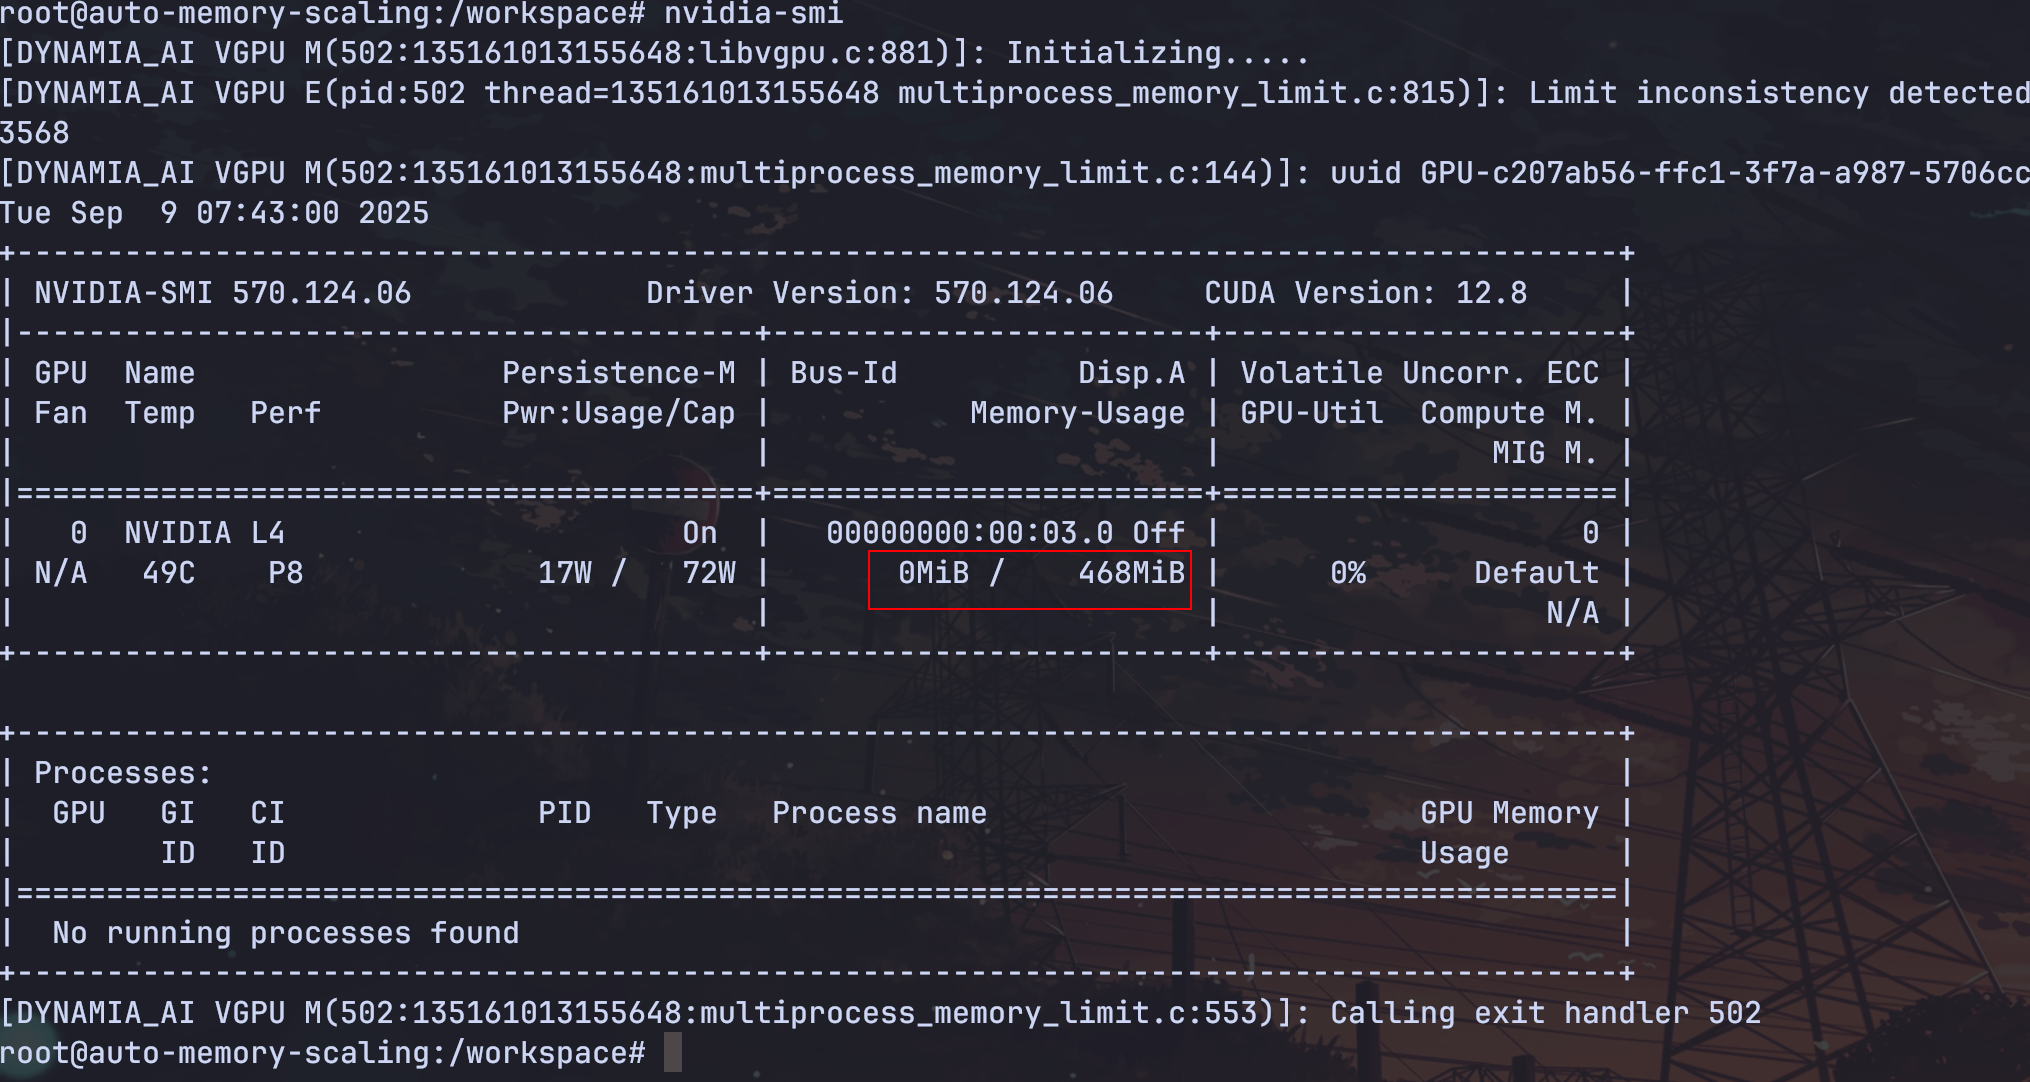 root@auto-memory-scaling:/workspace# nvidia-smi
[DYNAMIA_AI VGPU M(502:135161013155648:libvgpu.c:881)]: Initializing.....
[DYNAMIA_AI VGPU E(pid:502 thread=135161013155648 multiprocess_memory_limit.c:815)]: Limit inconsistency detected
3568
[DYNAMIA_AI VGPU M(502:135161013155648:multiprocess_memory_limit.c:144)]: uuid GPU-c207ab56-ffc1-3f7a-a987-5706cc
Tue Sep  9 07:43:00 2025
+-----------------------------------------------------------------------------------------+
| NVIDIA-SMI 570.124.06             Driver Version: 570.124.06     CUDA Version: 12.8     |
|-----------------------------------------+------------------------+----------------------+
| GPU  Name                 Persistence-M | Bus-Id          Disp.A | Volatile Uncorr. ECC |
| Fan  Temp   Perf          Pwr:Usage/Cap |           Memory-Usage | GPU-Util  Compute M. |
|                                         |                        |               MIG M. |
|=========================================+========================+======================|
|   0  NVIDIA L4                      On  |   00000000:00:03.0 Off |                    0 |
| N/A   49C    P8             17W /   72W |       0MiB /    468MiB |      0%      Default |
|                                         |                        |                  N/A |
+-----------------------------------------+------------------------+----------------------+
+-----------------------------------------------------------------------------------------+
| Processes:                                                                              |
|  GPU   GI   CI              PID   Type   Process name                        GPU Memory |
|        ID   ID                                                               Usage      |
|=========================================================================================|
|  No running processes found                                                             |
+-----------------------------------------------------------------------------------------+
[DYNAMIA_AI VGPU M(502:135161013155648:multiprocess_memory_limit.c:553)]: Calling exit handler 502
root@auto-memory-scaling:/workspace#